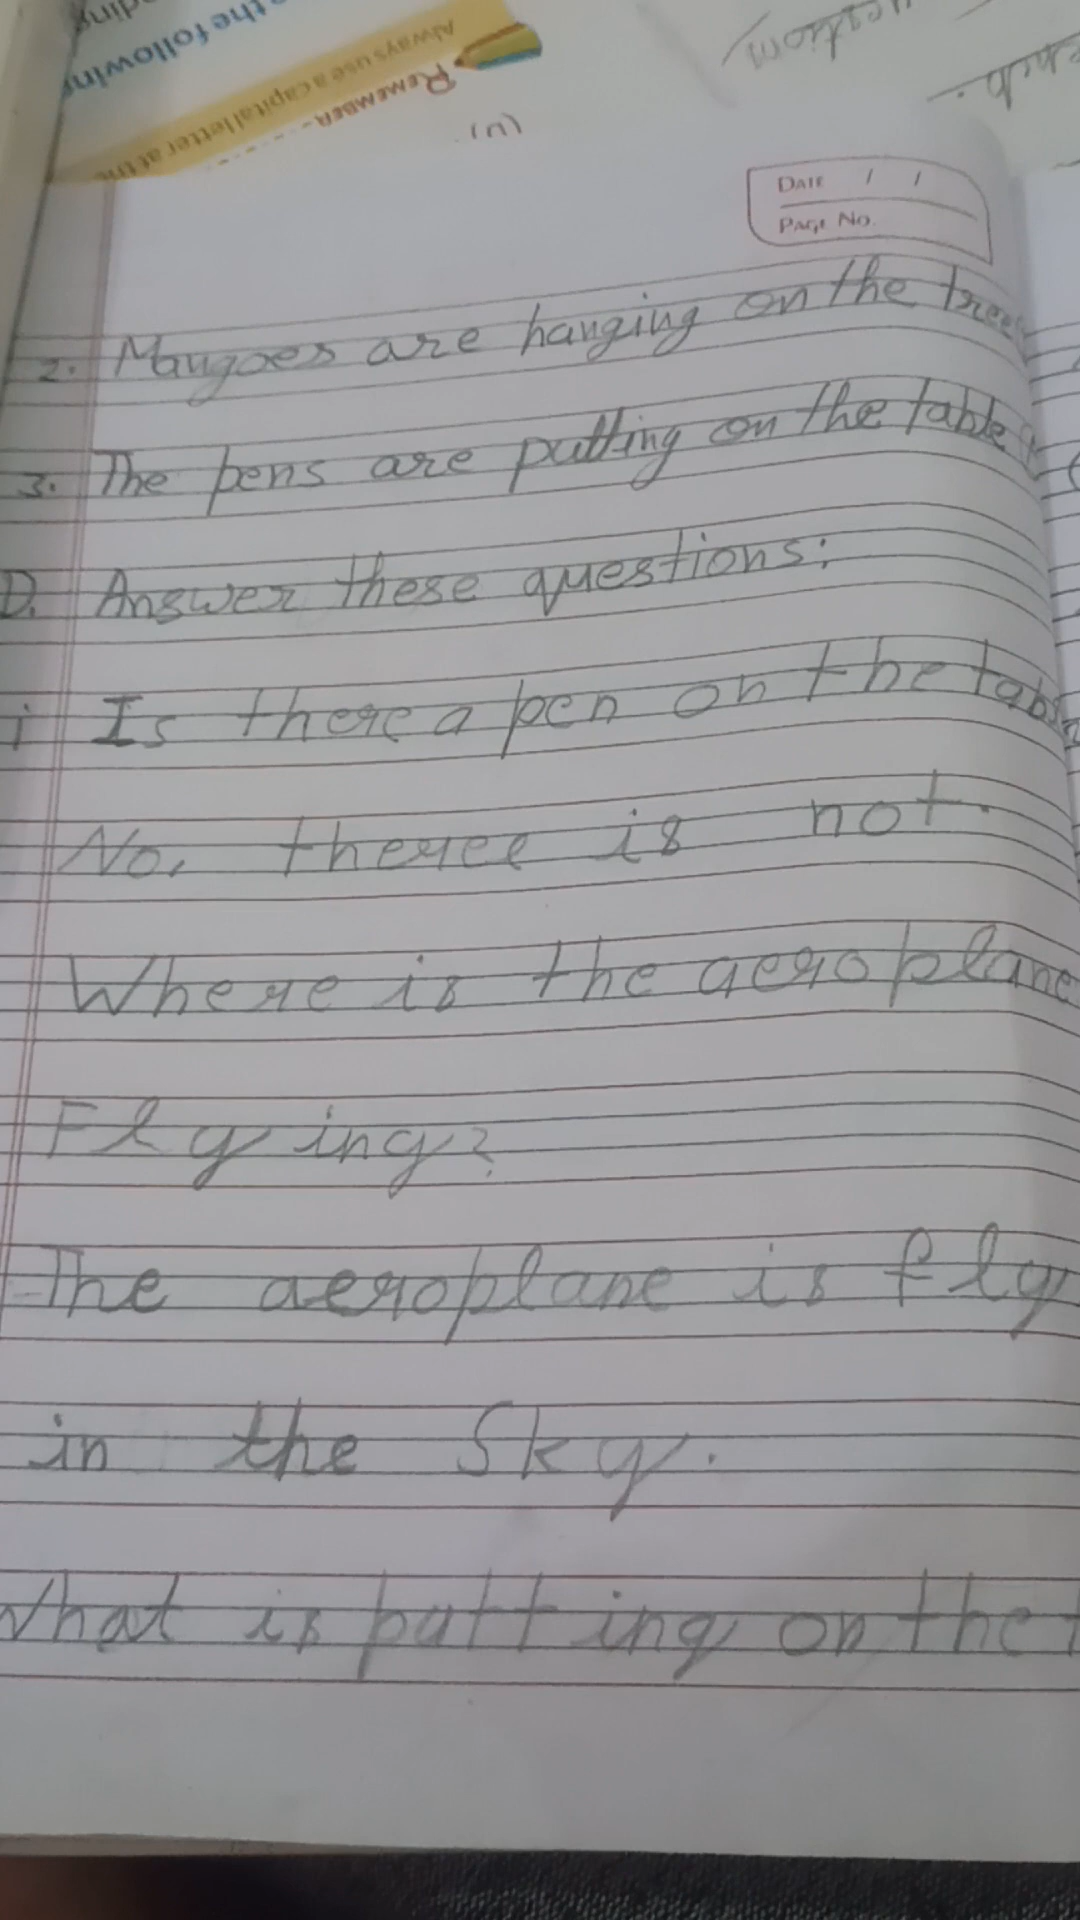 the following
Always use a capital letter at the
REMEMBER
(n)
DATE / /
PAGE NO.
2. Mangoes are hanging on the tree
3. The pens are putting on the table
D. Answer these questions:
i Is there a pen on the table
No, theree is not.
Where is the aeroplane
Flying?
The aeroplane is fly
in the Sky.
What is putting on the t